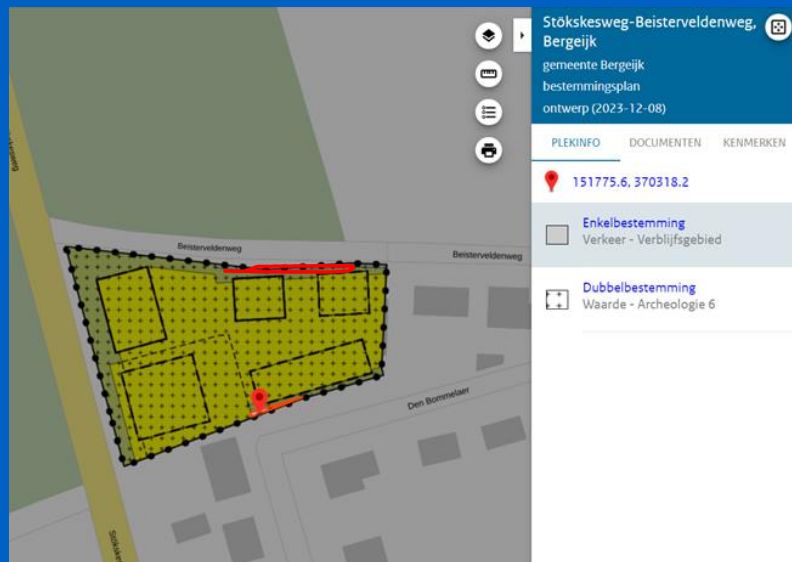 Stökskesweg-Beisterveldenweg,
Bergeijk
gemeente Bergeijk
bestemmingsplan
ontwerp (2023-12-08)
PLEKINFO DOCUMENTEN KENMERKEN
151775.6, 370318.2
Enkelbestemming
Verkeer - Verblijfsgebied
Dubbelbestemming
Waarde - Archeologie 6
Beisterveldenweg
Beisterveldenweg
Den Bommelaer